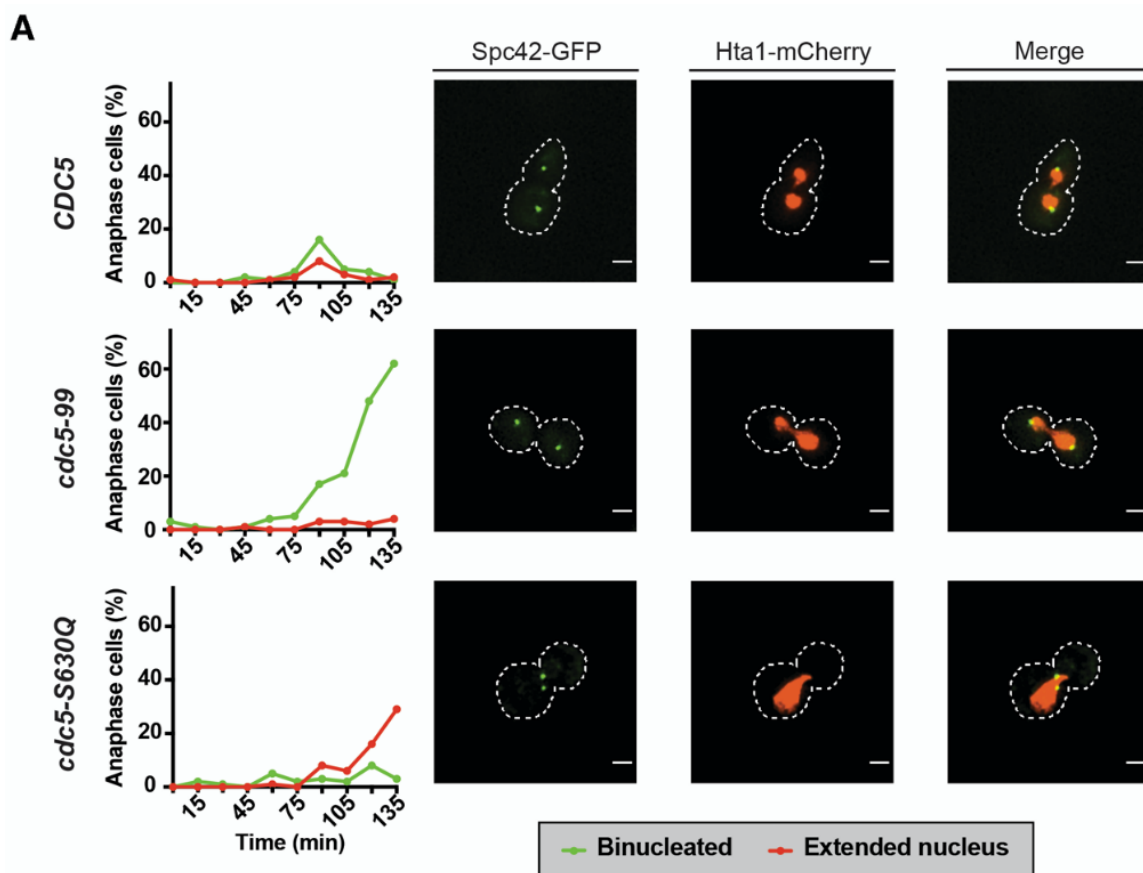 A
Spc42-GFP Hta1-mCherry Merge
CDC5
Anaphase cells (%)
60
40
20
0
15 45 75 105 135
cdc5-99
Anaphase cells (%)
60
40
20
0
15 45 75 105 135
cdc5-S630Q
Anaphase cells (%)
60
40
20
0
15 45 75 105 135
Time (min)
Binucleated Extended nucleus